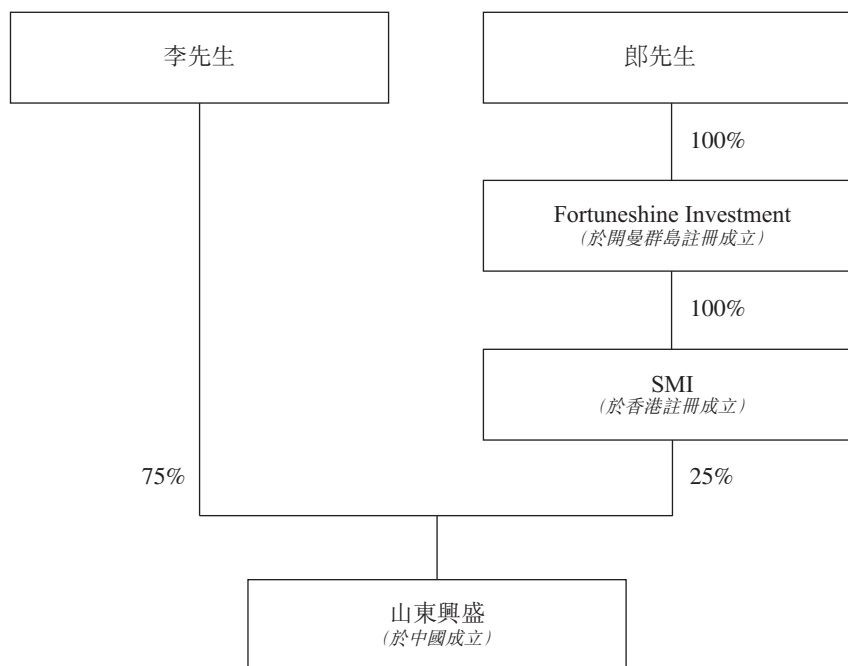 李先生
郎先生
100%
Fortuneshine Investment
（於開曼群島註冊成立）
100%
SMI
（於香港註冊成立）
75%
25%
山東興盛
（於中國成立）